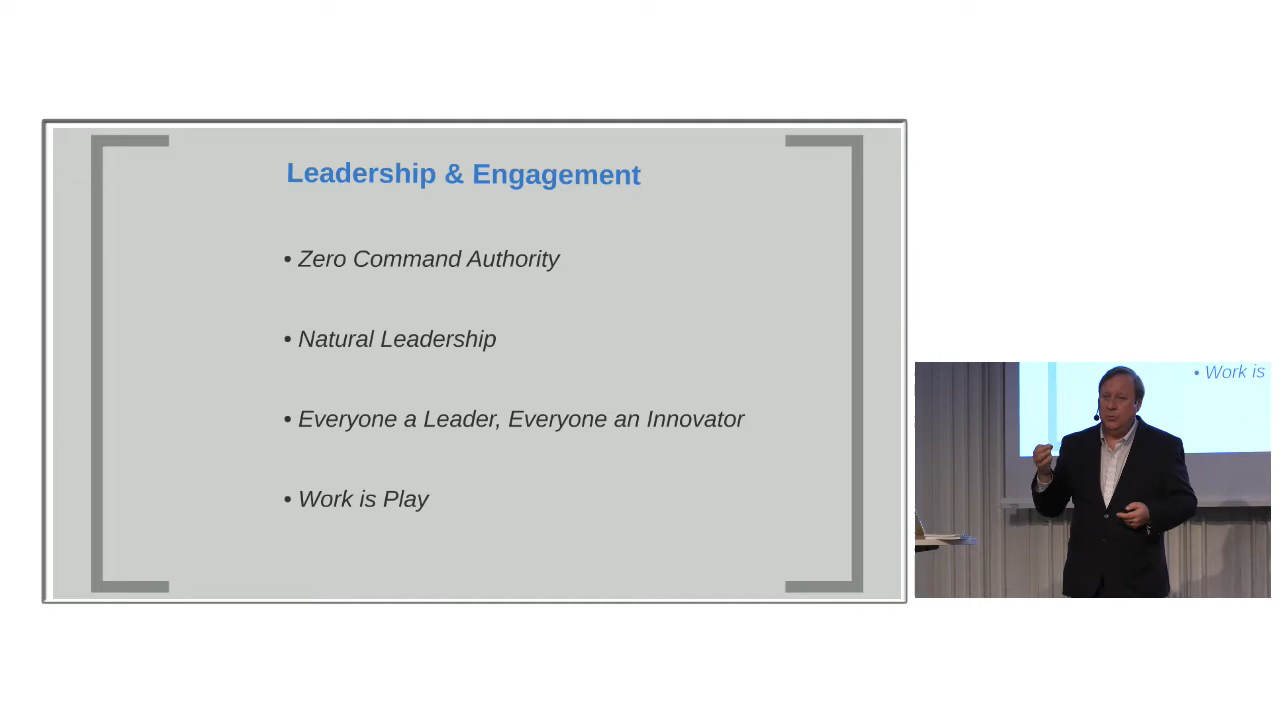 Leadership & Engagement
• Zero Command Authority
• Natural Leadership
• Everyone a Leader, Everyone an Innovator
• Work is Play
• Work is